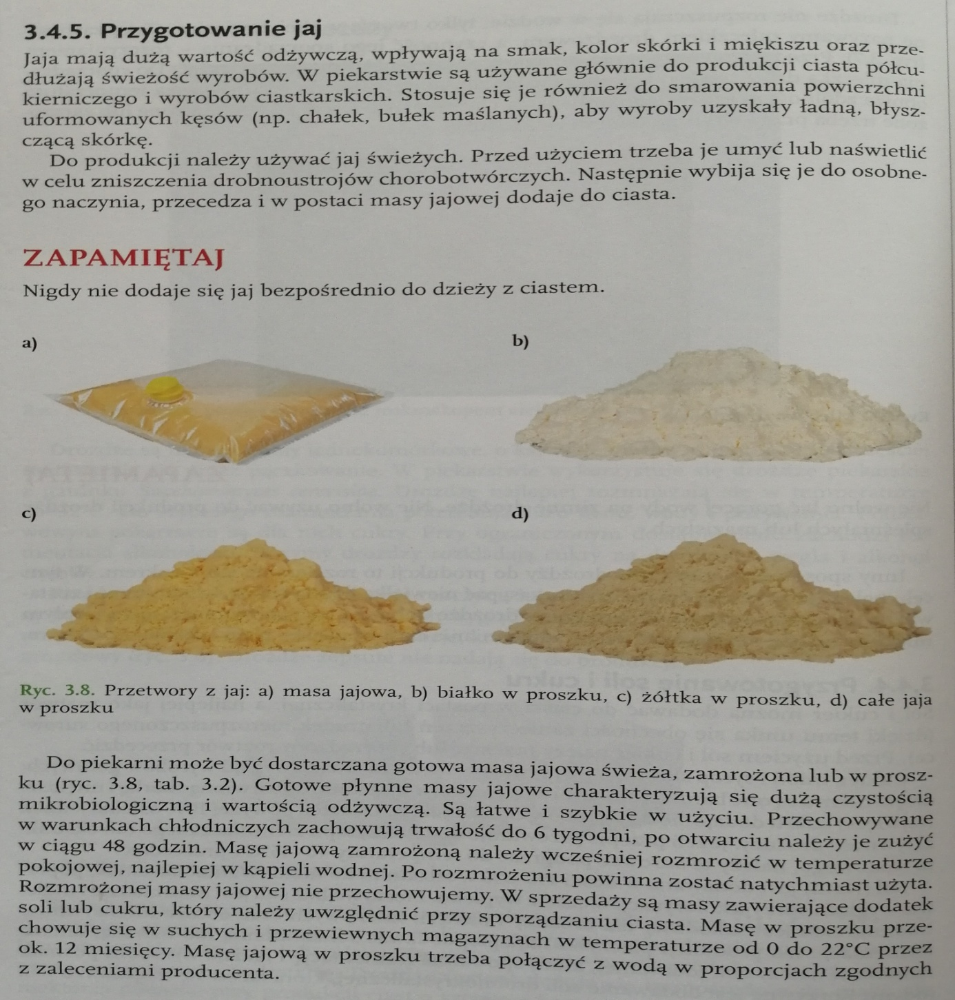 3.4.5. Przygotowanie jaj
Jaja mają dużą wartość odżywczą, wpływają na smak, kolor skórki i miękiszu oraz prze-
dłużają świeżość wyrobów. W piekarstwie są używane głównie do produkcji ciasta półcu-
kierniczego i wyrobów ciastkarskich. Stosuje się je również do smarowania powierzchni
uformowanych kęsów (np. chałek, bułek maślanych), aby wyroby uzyskały ładną, błysz-
czącą skórkę.
Do produkcji należy używać jaj świeżych. Przed użyciem trzeba je umyć lub naświetlić
w celu zniszczenia drobnoustrojów chorobotwórczych. Następnie wybija się je do osobne-
go naczynia, przecedza i w postaci masy jajowej dodaje do ciasta.
ZAPAMIĘTAJ
Nigdy nie dodaje się jaj bezpośrednio do dzieży z ciastem.
a)
b)
c)
d)
Ryc. 3.8. Przetwory z jaj: a) masa jajowa, b) białko w proszku, c) żółtka w proszku, d) całe jaja
w proszku
Do piekarni może być dostarczana gotowa masa jajowa świeża, zamrożona lub w prosz-
ku (ryc. 3.8, tab. 3.2). Gotowe płynne masy jajowe charakteryzują się dużą czystością
mikrobiologiczną i wartością odżywczą. Są łatwe i szybkie w użyciu. Przechowywane
w warunkach chłodniczych zachowują trwałość do 6 tygodni, po otwarciu należy je zużyć
w ciągu 48 godzin. Masę jajową zamrożoną należy wcześniej rozmrozić w temperaturze
pokojowej, najlepiej w kąpieli wodnej. Po rozmrożeniu powinna zostać natychmiast użyta.
Rozmrożonej masy jajowej nie przechowujemy. W sprzedaży są masy zawierające dodatek
soli lub cukru, który należy uwzględnić przy sporządzaniu ciasta. Masę w proszku prze-
chowuje się w suchych i przewiewnych magazynach w temperaturze od 0 do 22°C przez
ok. 12 miesięcy. Masę jajową w proszku trzeba połączyć z wodą w proporcjach zgodnych
z zaleceniami producenta.